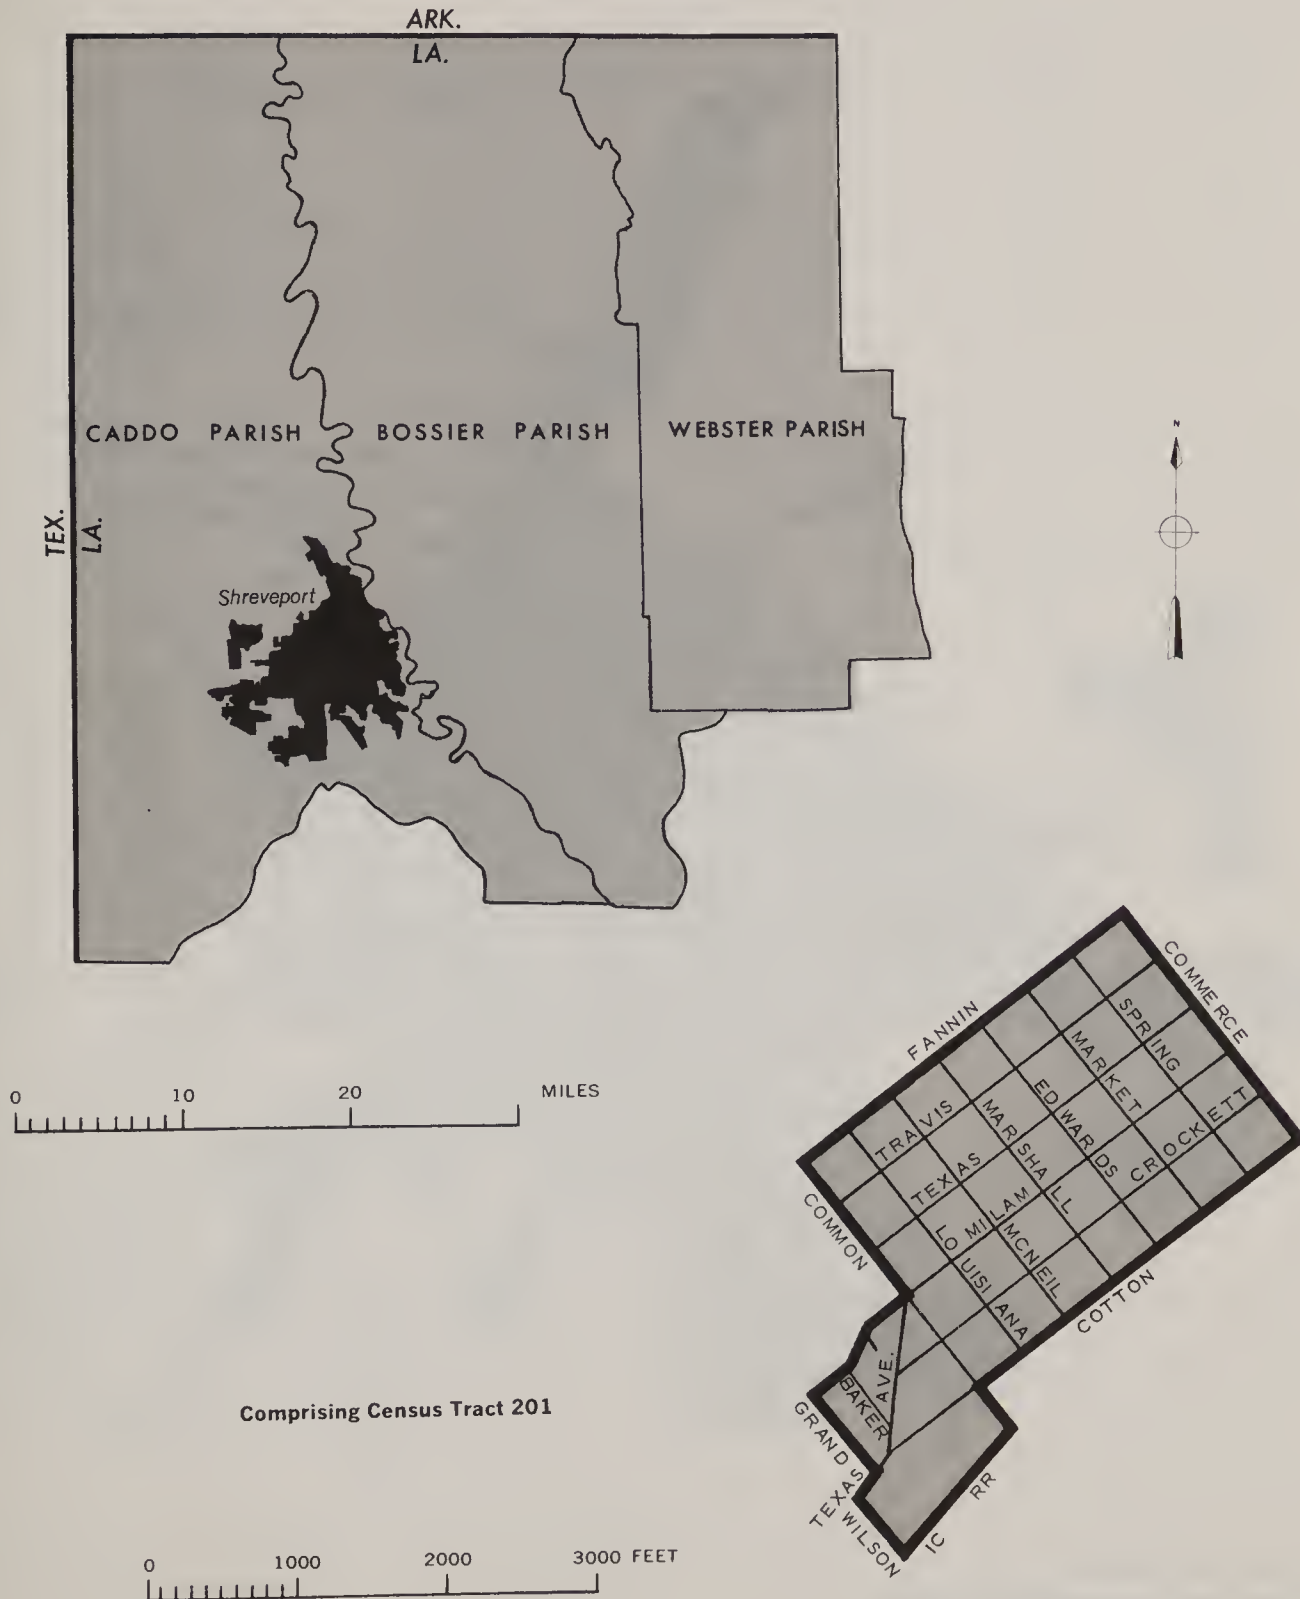 ARK.
LA.
CADDO PARISH
BOSSIER PARISH
WEBSTER PARISH
TEX.
LA.
N
Shreveport
0 10 20 MILES
COMMERCE
FANNIN
SPRING
MARKET
EDWARDS
CROCKETT
TRAVIS
MARSHALL
TEXAS
MILAM
MCNEIL
LOUISIANA
COMMON
COTTON
AVE.
BAKER
GRAND
TEXAS
WILSON
IC RR
Comprising Census Tract 201
0 1000 2000 3000 FEET